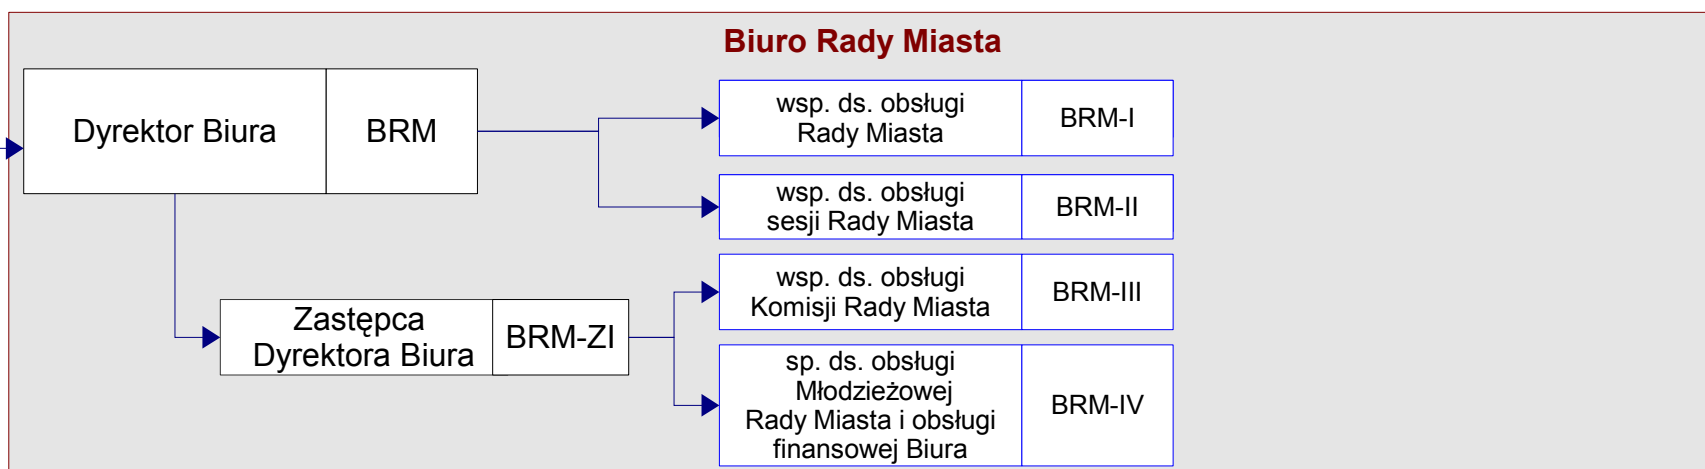 Biuro Rady Miasta
Dyrektor Biura
BRM
wsp. ds. obsługi
Rady Miasta
BRM-I
wsp. ds. obsługi
sesji Rady Miasta
BRM-II
Zastępca
Dyrektora Biura
BRM-ZI
wsp. ds. obsługi
Komisji Rady Miasta
BRM-III
sp. ds. obsługi
Młodzieżowej
Rady Miasta i obsługi
finansowej Biura
BRM-IV